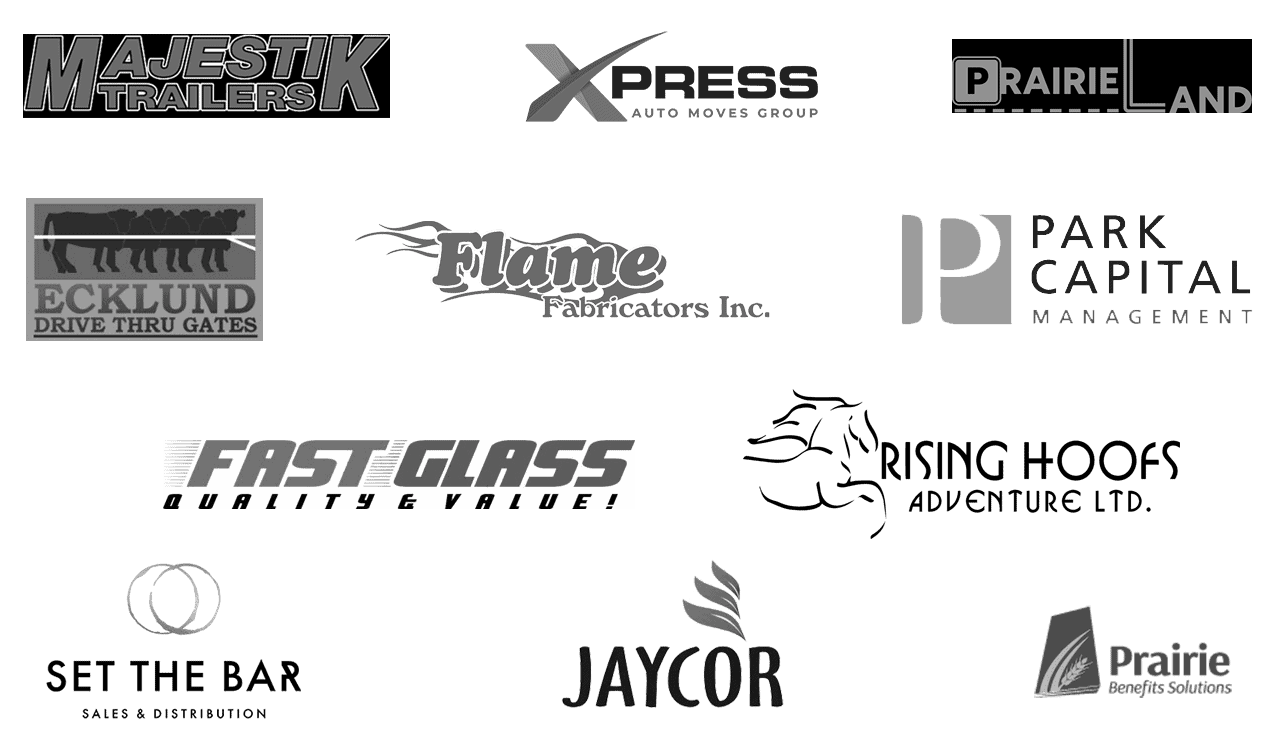 MAJESTIK
TRAILERS
XPRESS
AUTO MOVES GROUP
PRAIRIELAND
ECKLUND
DRIVE THRU GATES
Flame
Fabricators Inc.
PARK
CAPITAL
MANAGEMENT
FAST GLASS
QUALITY & VALUE!
RISING HOOFS
ADVENTURE LTD.
SET THE BAR
SALES & DISTRIBUTION
JAYCOR
Prairie
Benefits Solutions